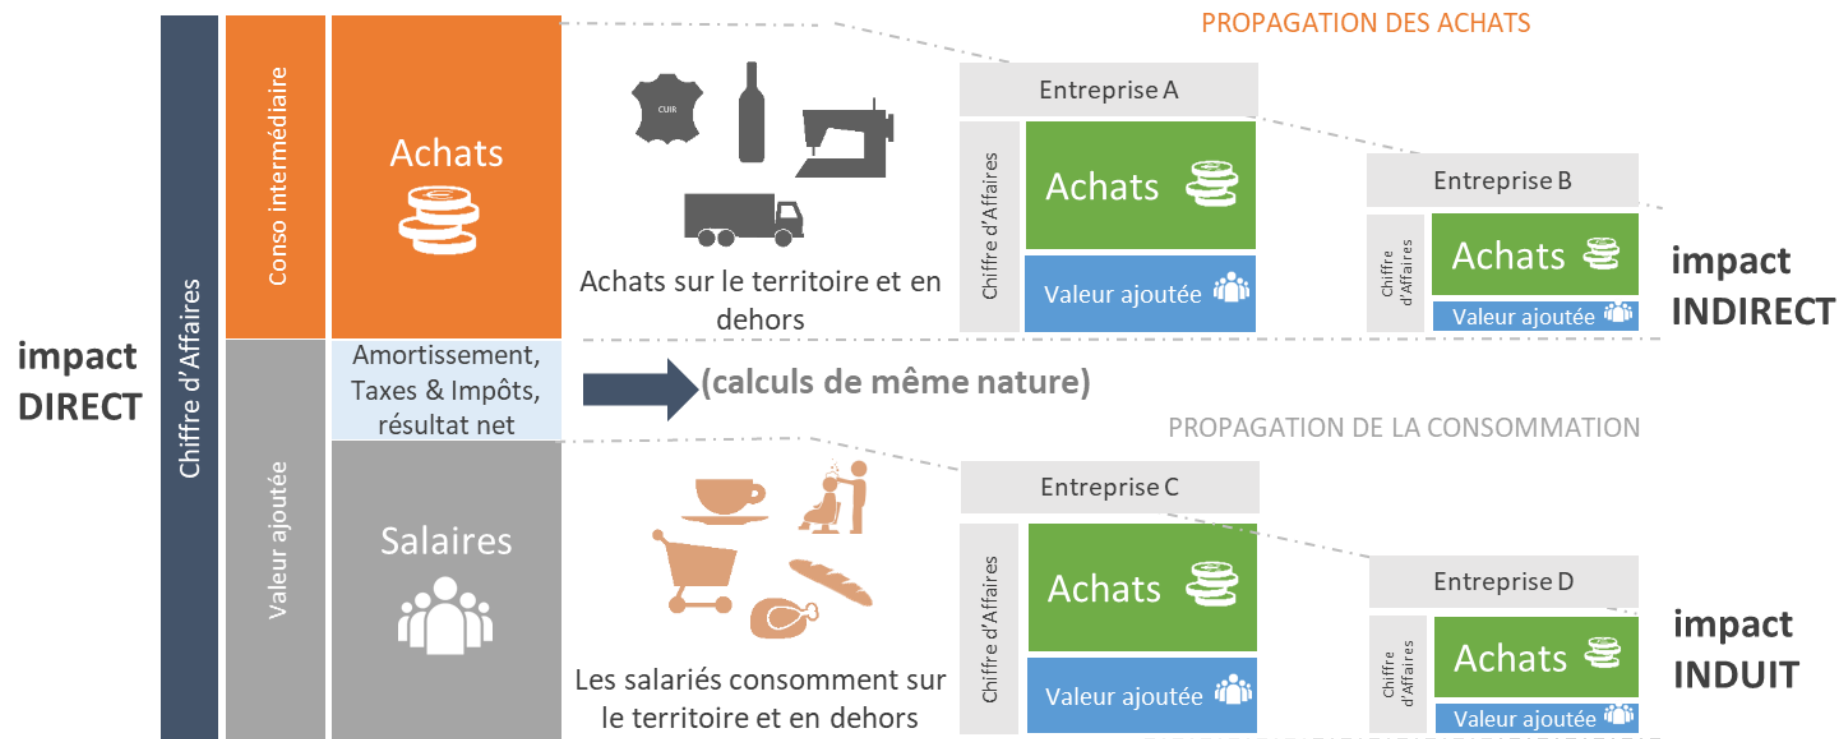 impact
DIRECT
Chiffre d'Affaires
Conso intermédiaire
Valeur ajoutée
Achats
Amortissement,
Taxes & Impôts,
résultat net
Salaires
PROPAGATION DES ACHATS
CUIR
Achats sur le territoire et en
dehors
Entreprise A
Chiffre d'Affaires
Achats
Valeur ajoutée
Entreprise B
Chiffre
d'Affaires
Achats
Valeur ajoutée
impact
INDIRECT
(calculs de même nature)
PROPAGATION DE LA CONSOMMATION
Les salariés consomment sur
le territoire et en dehors
Entreprise C
Chiffre d'Affaires
Achats
Valeur ajoutée
Entreprise D
Chiffre
d'Affaires
Achats
Valeur ajoutée
impact
INDUIT